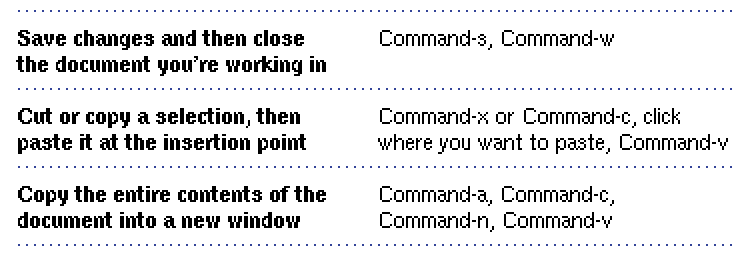 Save changes and then close
the document you're working in
Command-s, Command-w
Cut or copy a selection, then
paste it at the insertion point
Command-x or Command-c, click
where you want to paste, Command-v
Copy the entire contents of the
document into a new window
Command-a, Command-c,
Command-n, Command-v